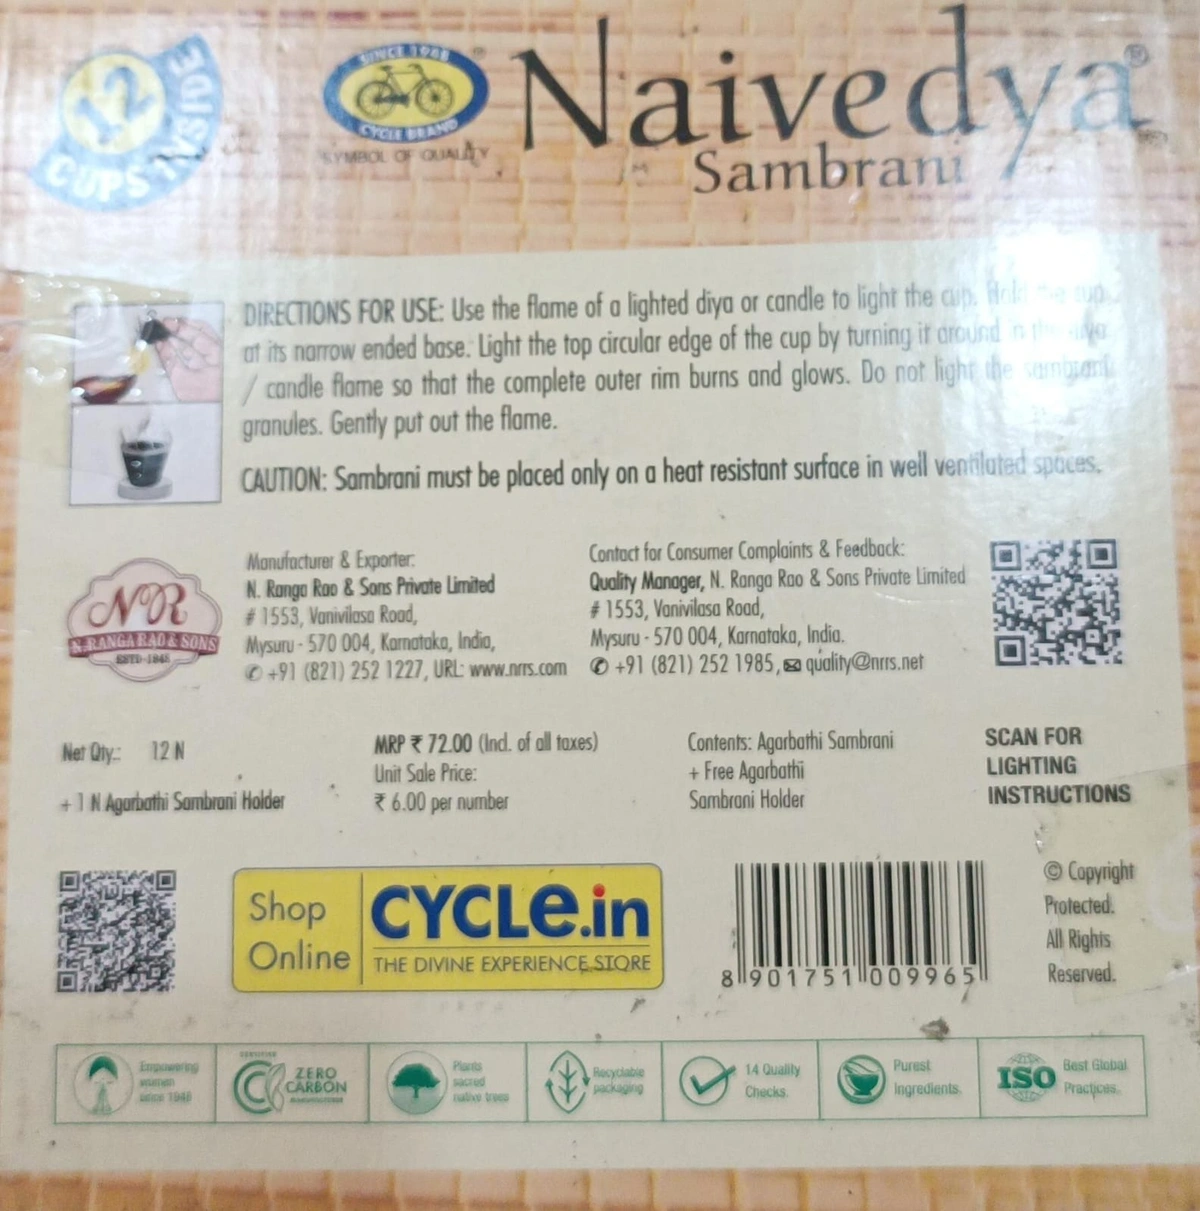 12
CUPS INSIDE
CYCLE BRAND
SYMBOL OF QUALITY
Naivedya®
Sambrani
DIRECTIONS FOR USE: Use the flame of a lighted diya or candle to light the cup. Hold the cup
at its narrow ended base. Light the top circular edge of the cup by turning it around in the diya
/ candle flame so that the complete outer rim burns and glows. Do not light the sambrani
granules. Gently put out the flame.
CAUTION: Sambrani must be placed only on a heat resistant surface in well ventilated spaces.
NR
N.RANGA RAO & SONS
ESTD-1948
Manufacturer & Exporter:
N. Ranga Rao & Sons Private Limited
# 1553, Vanivilasa Road,
Mysuru - 570 004, Karnataka, India,
✆ +91 (821) 252 1227, URL: www.nrrs.com
Contact for Consumer Complaints & Feedback:
Quality Manager, N. Ranga Rao & Sons Private Limited
# 1553, Vanivilasa Road,
Mysuru - 570 004, Karnataka, India.
✆ +91 (821) 252 1985, ✉ quality@nrrs.net
Net Qty.: 12 N
+ 1 N Agarbathi Sambrani Holder
MRP ₹ 72.00 (Incl. of all taxes)
Unit Sale Price:
₹ 6.00 per number
Contents: Agarbathi Sambrani
+ Free Agarbathi
Sambrani Holder
SCAN FOR
LIGHTING
INSTRUCTIONS
Shop
Online
CYCLe.in
THE DIVINE EXPERIENCE STORE
8 901751 009965
© Copyright
Protected.
All Rights
Reserved.
Empowering
women
since 1948
ZERO
CARBON
Plants
sacred
native trees
Recyclable
packaging
14 Quality
Checks.
Purest
Ingredients.
ISO
Best Global
Practices.